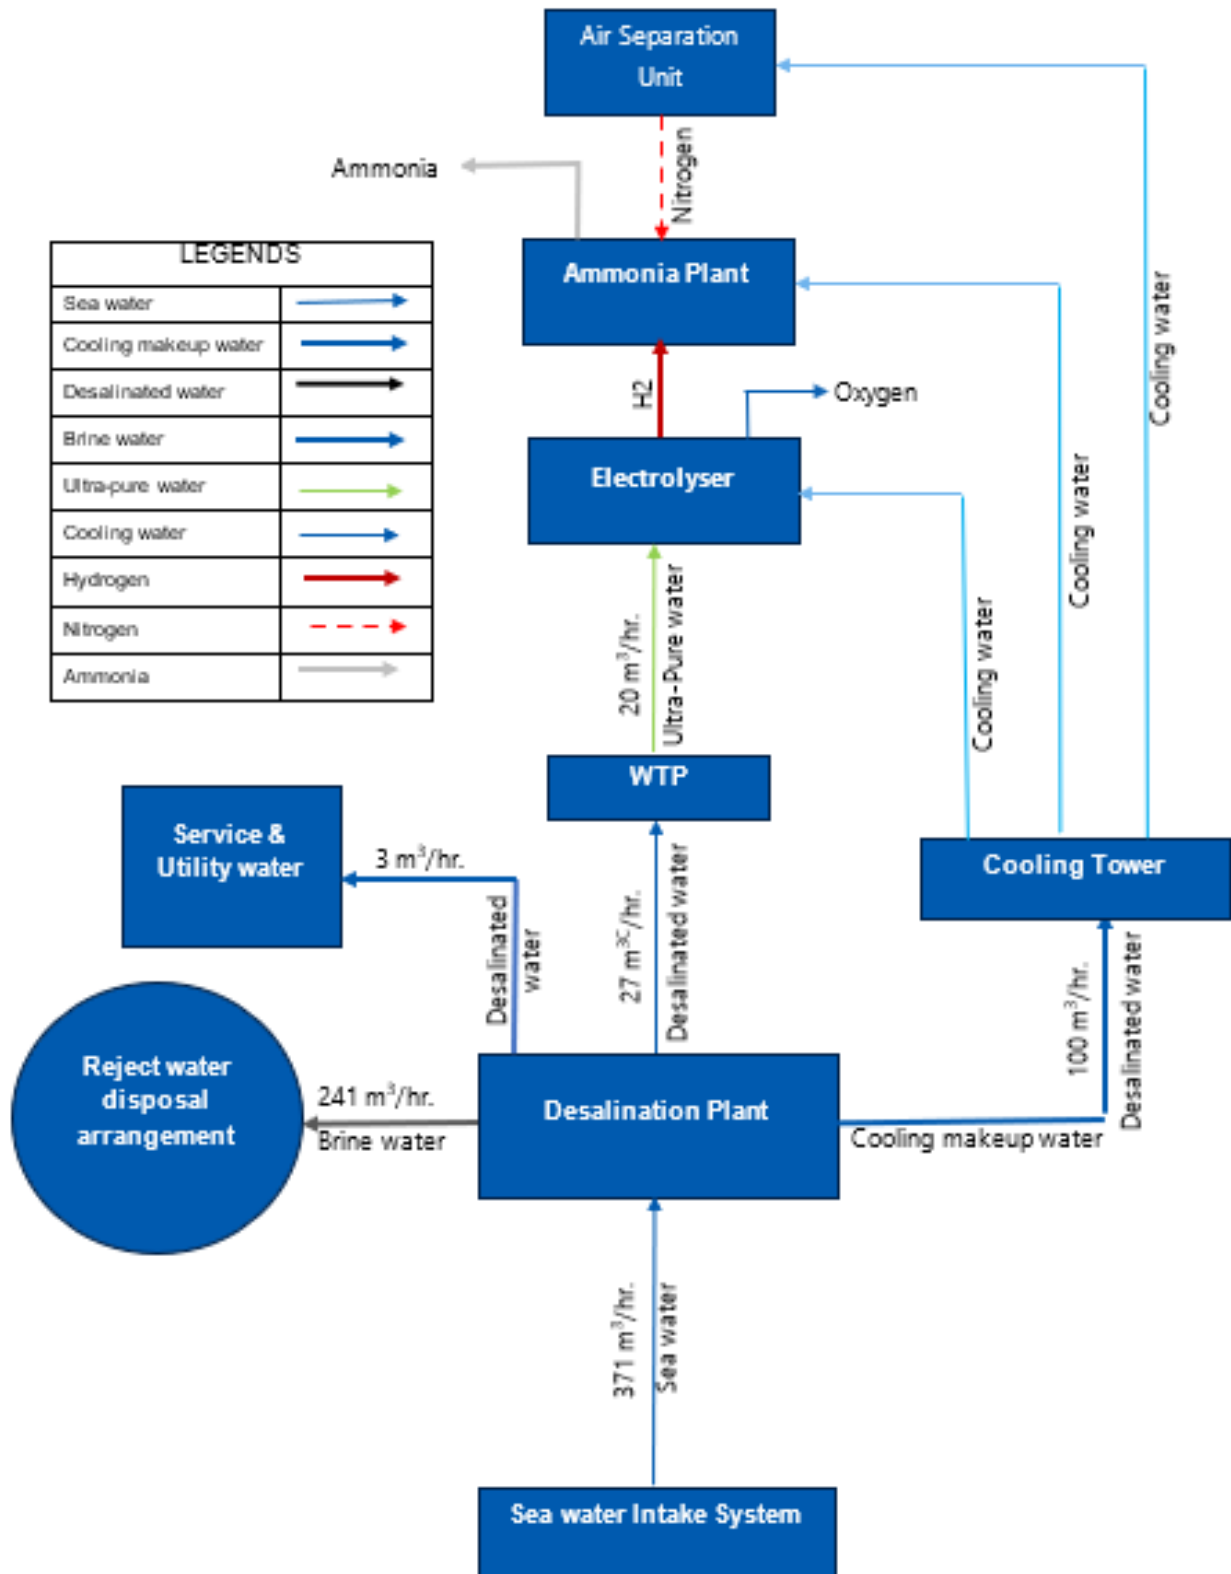 Air Separation
Unit
Nitrogen
Ammonia
Ammonia Plant
Cooling water
LEGENDS
Sea water
Cooling makeup water
Desalinated water
Brine water
Ultra-pure water
Cooling water
Hydrogen
Nitrogen
Ammonia
H2
Oxygen
Electrolyser
Cooling water
Cooling water
20 m³/hr.
Ultra-Pure water
WTP
Service &
Utility water
3 m³/hr.
Desalinated
water
27 m³ᶜ/hr.
Desalinated water
Cooling Tower
100 m³/hr.
Desalinated water
Reject water
disposal
arrangement
241 m³/hr.
Brine water
Desalination Plant
Cooling makeup water
371 m³/hr.
Sea water
Sea water Intake System